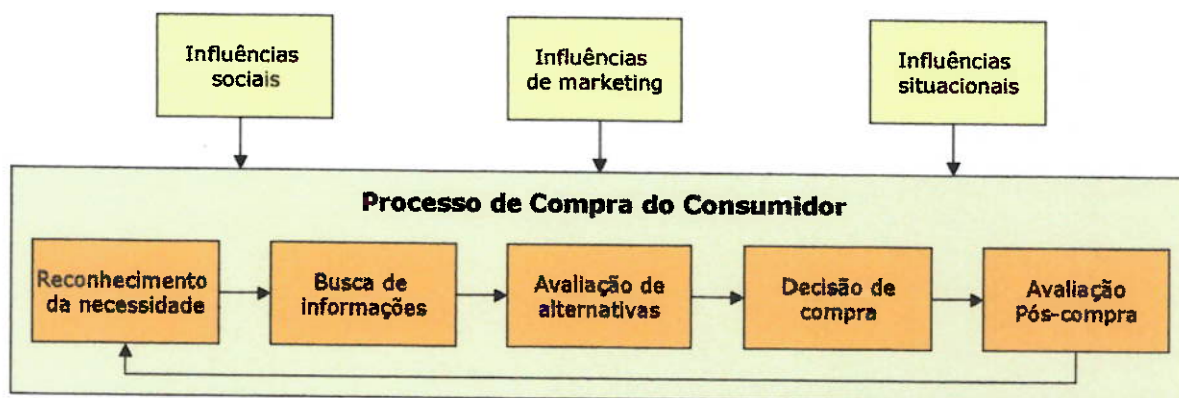 Influências
sociais
Influências
de marketing
Influências
situacionais
Processo de Compra do Consumidor
Reconhecimento
da necessidade
Busca de
informações
Avaliação de
alternativas
Decisão de
compra
Avaliação
Pós-compra